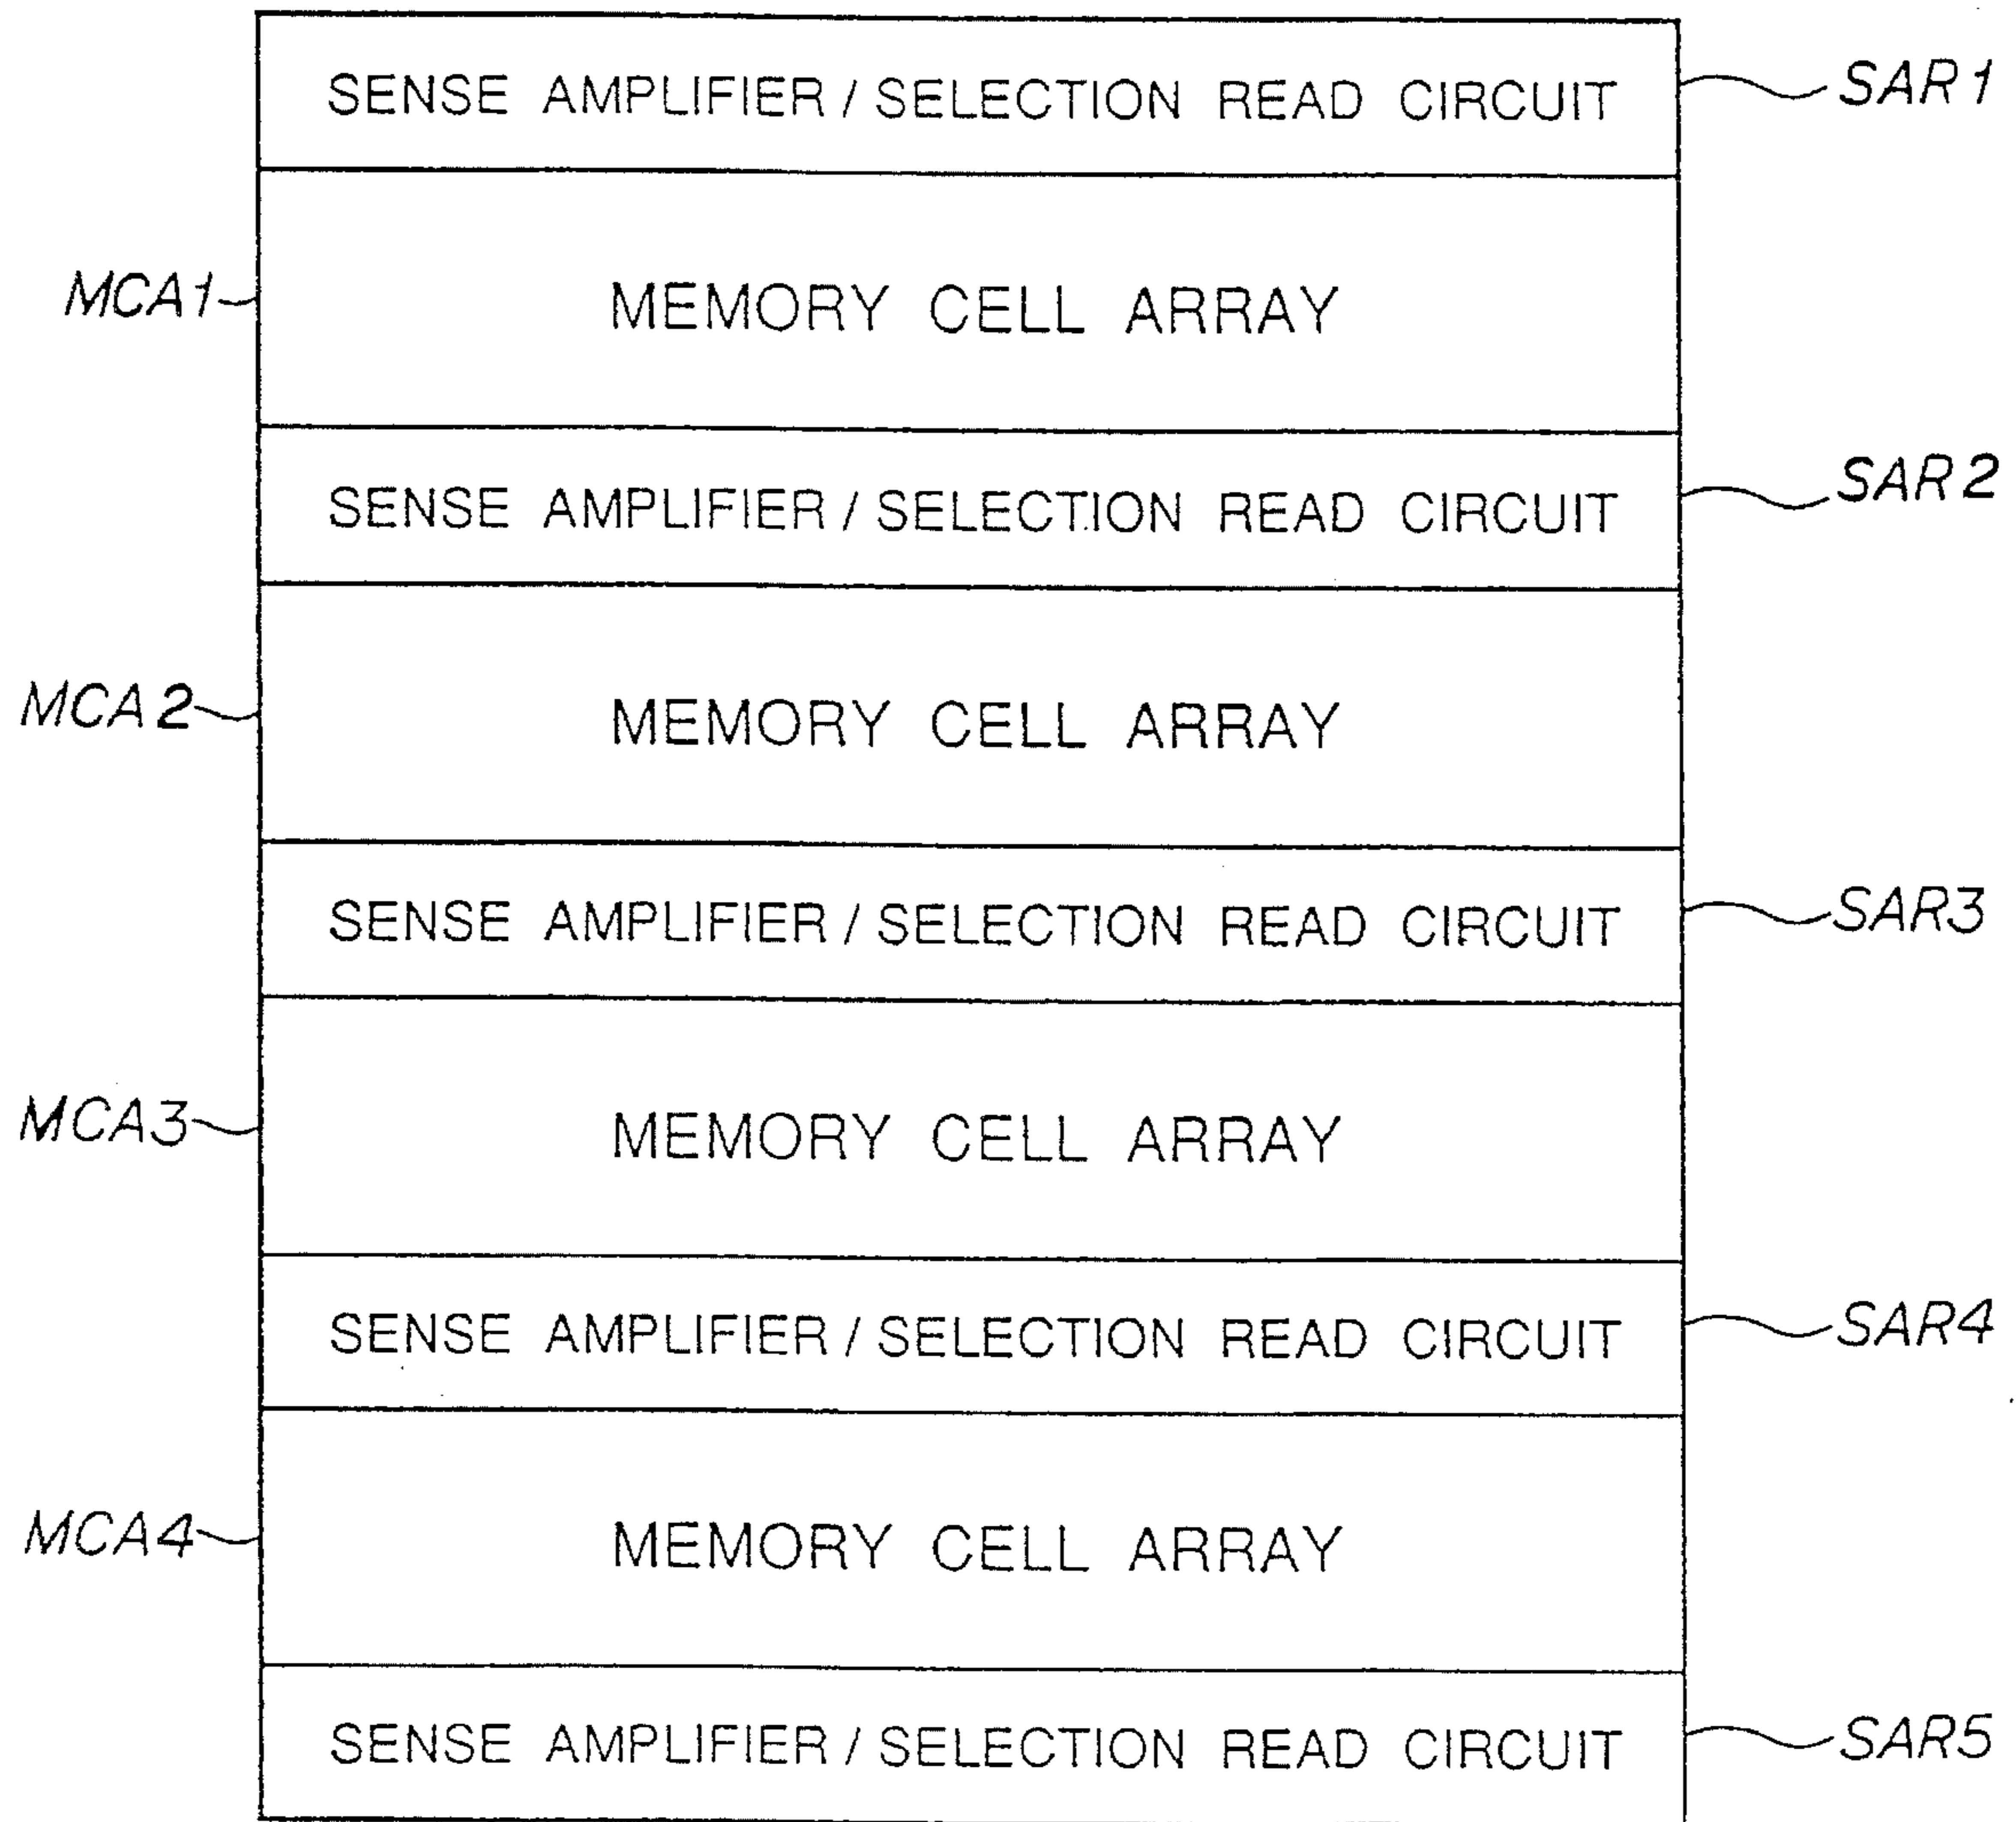 SENSE AMPLIFIER / SELECTION READ CIRCUIT
SAR1
MCA1
MEMORY CELL ARRAY
SENSE AMPLIFIER / SELECTION READ CIRCUIT
SAR2
MCA2
MEMORY CELL ARRAY
SENSE AMPLIFIER / SELECTION READ CIRCUIT
SAR3
MCA3
MEMORY CELL ARRAY
SENSE AMPLIFIER / SELECTION READ CIRCUIT
SAR4
MCA4
MEMORY CELL ARRAY
SENSE AMPLIFIER / SELECTION READ CIRCUIT
SAR5